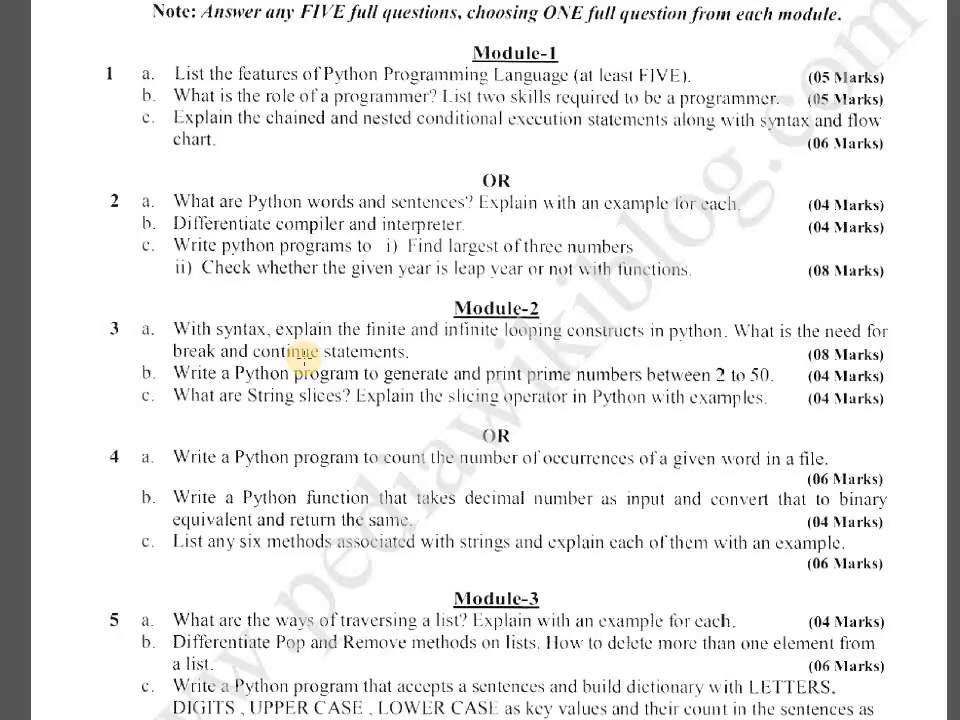 Note: Answer any FIVE full questions, choosing ONE full question from each module.
Module-1
1 a. List the features of Python Programming Language (at least FIVE). (05 Marks)
b. What is the role of a programmer? List two skills required to be a programmer. (05 Marks)
c. Explain the chained and nested conditional execution statements along with syntax and flow
chart. (06 Marks)
OR
2 a. What are Python words and sentences? Explain with an example for each. (04 Marks)
b. Differentiate compiler and interpreter. (04 Marks)
c. Write python programs to i) Find largest of three numbers
ii) Check whether the given year is leap year or not with functions. (08 Marks)
Module-2
3 a. With syntax, explain the finite and infinite looping constructs in python. What is the need for
break and continue statements. (08 Marks)
b. Write a Python program to generate and print prime numbers between 2 to 50. (04 Marks)
c. What are String slices? Explain the slicing operator in Python with examples. (04 Marks)
OR
4 a. Write a Python program to count the number of occurrences of a given word in a file.
(06 Marks)
b. Write a Python function that takes decimal number as input and convert that to binary
equivalent and return the same. (04 Marks)
c. List any six methods associated with strings and explain each of them with an example.
(06 Marks)
Module-3
5 a. What are the ways of traversing a list? Explain with an example for each. (04 Marks)
b. Differentiate Pop and Remove methods on lists. How to delete more than one element from
a list. (06 Marks)
c. Write a Python program that accepts a sentences and build dictionary with LETTERS,
DIGITS , UPPER CASE , LOWER CASE as key values and their count in the sentences as
www.pediawikiblog.com